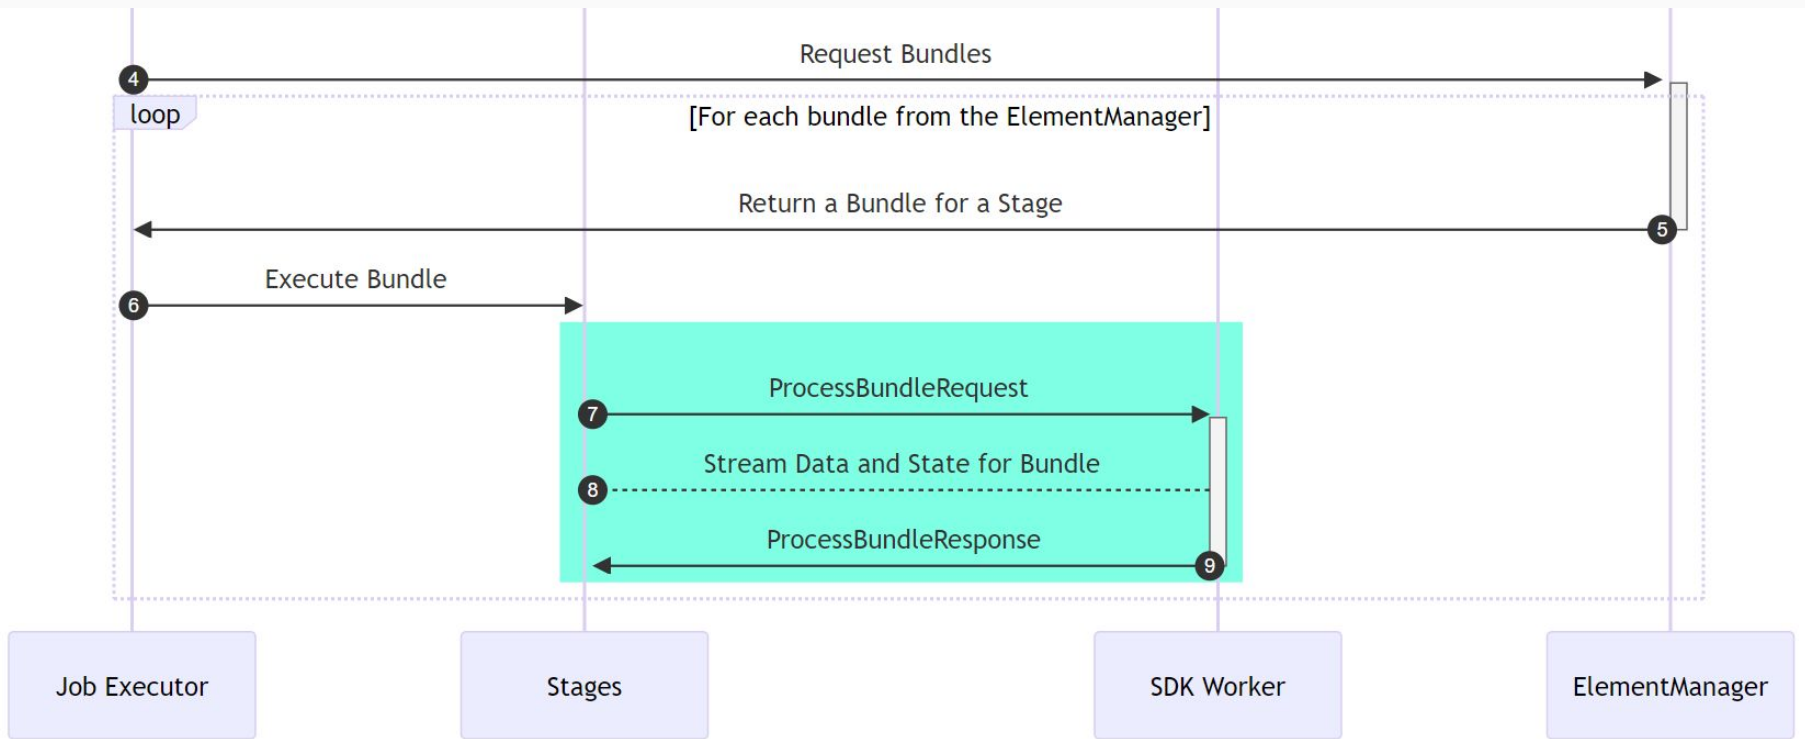 Request Bundles
4
loop
[For each bundle from the ElementManager]
Return a Bundle for a Stage
5
Execute Bundle
6
ProcessBundleRequest
7
Stream Data and State for Bundle
8
ProcessBundleResponse
9
Job Executor
Stages
SDK Worker
ElementManager